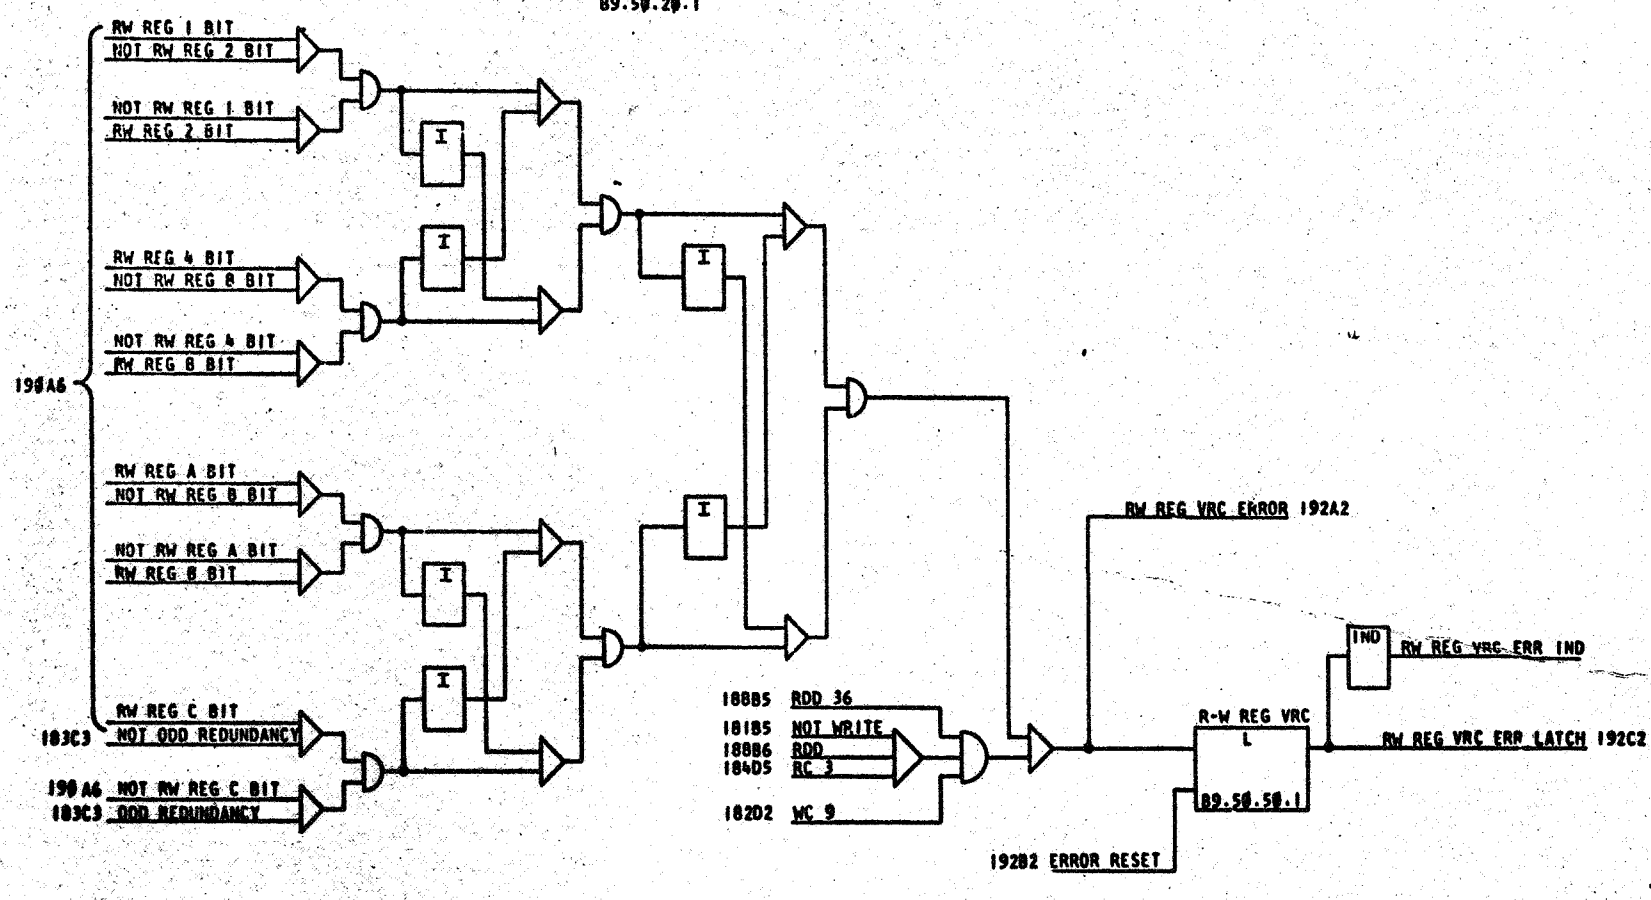 B9.50.20.1
RW REG 1 BIT
NOT RW REG 2 BIT
NOT RW REG 1 BIT
RW REG 2 BIT
I
I
RW REG 4 BIT
NOT RW REG 8 BIT
I
NOT RW REG 4 BIT
RW REG 8 BIT
190A6
RW REG A BIT
NOT RW REG B BIT
I
RW REG VRC ERROR 192A2
NOT RW REG A BIT
RW REG B BIT
I
IND
RW REG VRC ERR IND
I
188B5 RDD 36
RW REG C BIT
R-W REG VRC
181B5 NOT WRITE
183C3 NOT ODD REDUNDANCY
L
RW REG VRC ERR LATCH 192C2
188B6 RDD
184D5 RC 3
190A6 NOT RW REG C BIT
B9.50.50.1
183C3 ODD REDUNDANCY
182D2 WC 9
192B2 ERROR RESET